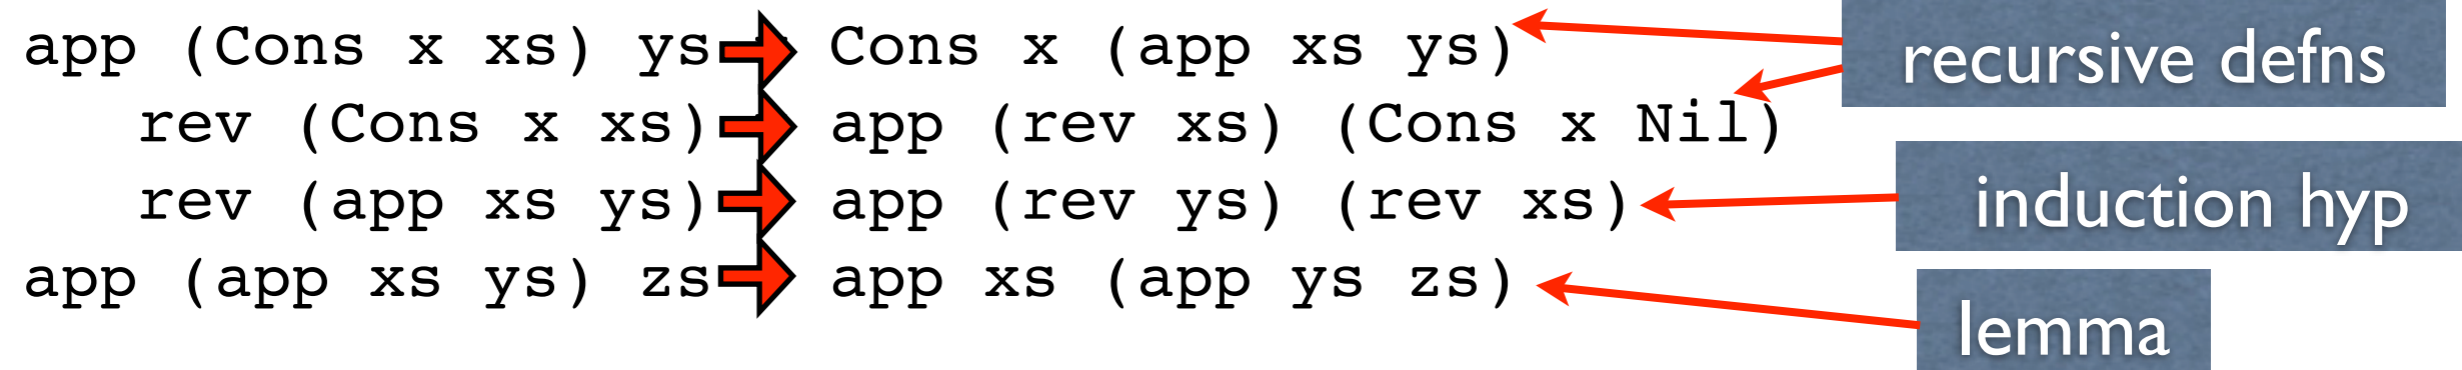 app (Cons x xs) ys Cons x (app xs ys)
recursive defns
rev (Cons x xs) app (rev xs) (Cons x Nil)
rev (app xs ys) app (rev ys) (rev xs)
induction hyp
app (app xs ys) zs app xs (app ys zs)
lemma